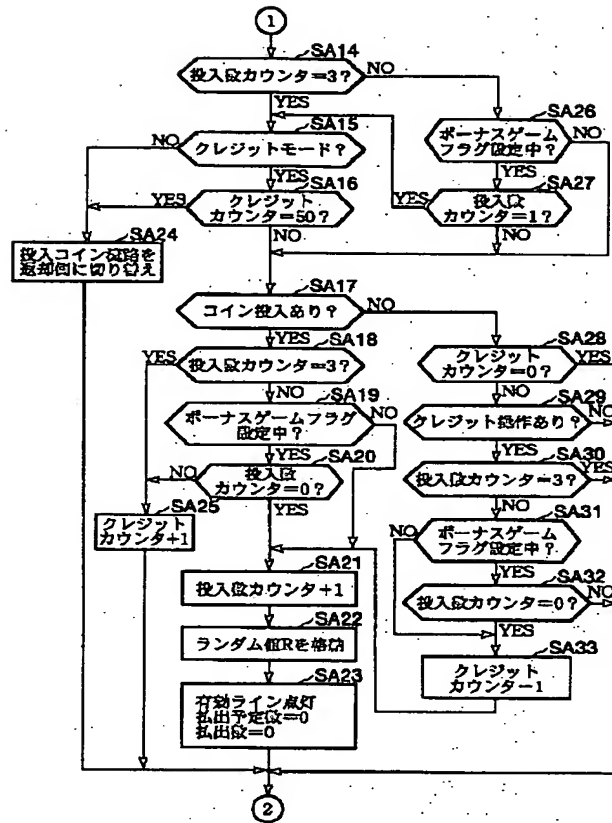 1
SA14
投入数カウンタ=3?
NO
YES
SA15
NO
クレジットモード?
YES
SA16
YES
クレジット
カウンタ=50?
NO
SA26
ボーナスゲーム
フラグ設定中?
NO
YES
SA27
YES
投入数
カウンタ=1?
NO
SA24
投入コイン流路を
返却側に切り替え
SA17
コイン投入あり?
NO
YES
SA18
YES
投入数カウンタ=3?
NO
SA19
ボーナスゲームフラグ
設定中?
NO
YES
SA20
NO
投入数
カウンタ=0?
YES
SA25
クレジット
カウンタ+1
SA21
投入数カウンタ+1
SA22
ランダム値Rを格納
SA23
有効ライン点灯
払出予定数=0
払出数=0
SA28
クレジット
カウンタ=0?
YES
NO
SA29
クレジット操作あり?
NO
YES
SA30
投入数カウンタ=3?
YES
NO
SA31
NO
ボーナスゲーム
フラグ設定中?
YES
SA32
投入数カウンタ=0?
NO
YES
SA33
クレジット
カウンター1
2